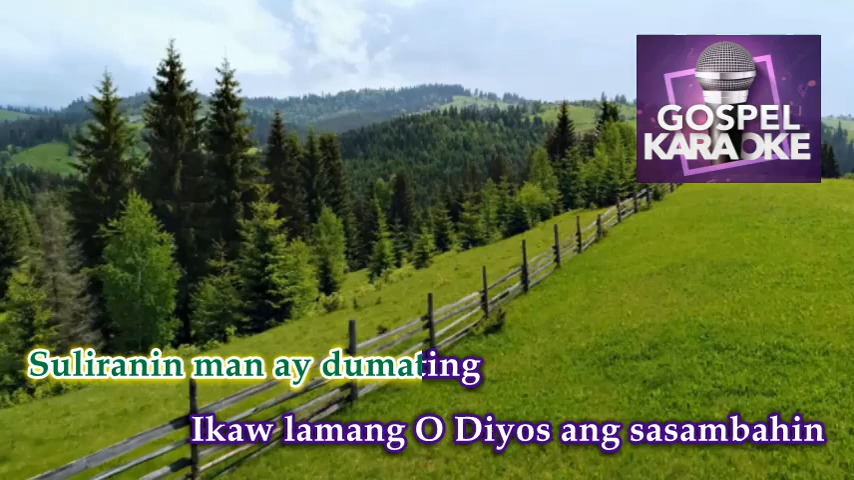 GOSPEL
KARAOKE
Suliranin man ay dumating
Ikaw lamang O Diyos ang sasambahin